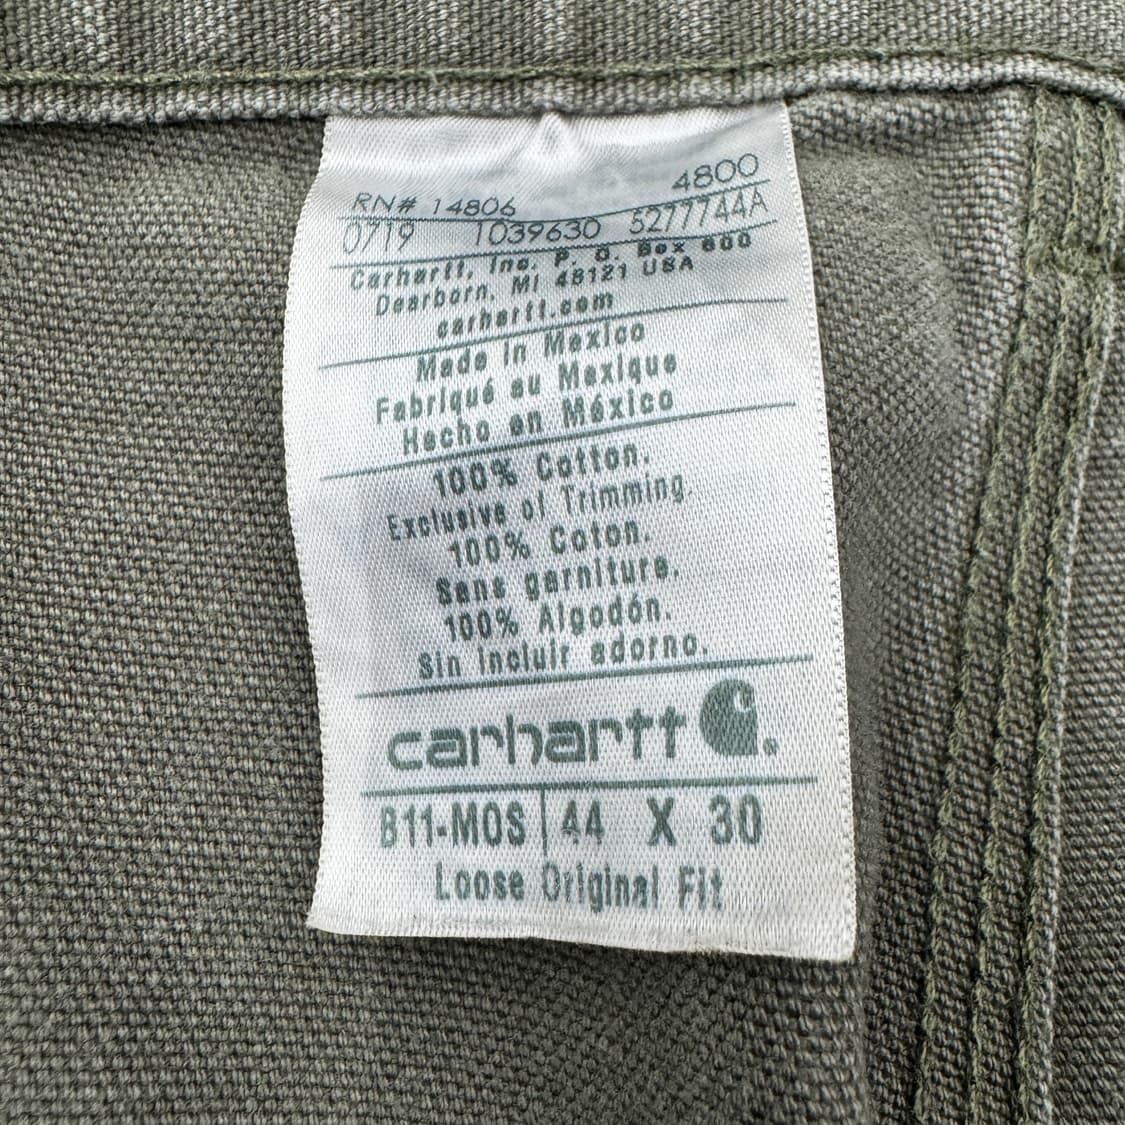 4800
RN# 14806
0719 1039630 5277744A
Carhartt, Inc. P. O. Box 600
Dearborn, MI 48121 USA
carhartt.com
Made in Mexico
Fabriqué au Mexique
Hecho en México
100% Cotton.
Exclusive of Trimming.
100% Coton.
Sans garniture.
100% Algodón.
Sin incluir adorno.
carhartt
B11-MOS 44 X 30
Loose Original Fit